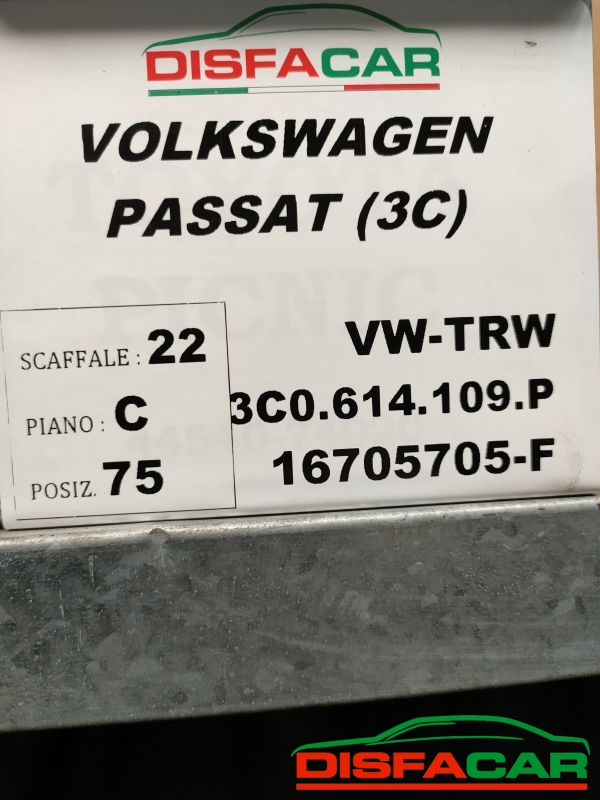 DISFACAR
VOLKSWAGEN
PASSAT (3C)
SCAFFALE : 22
PIANO : C
POSIZ. 75
VW-TRW
3C0.614.109.P
16705705-F
DISFACAR